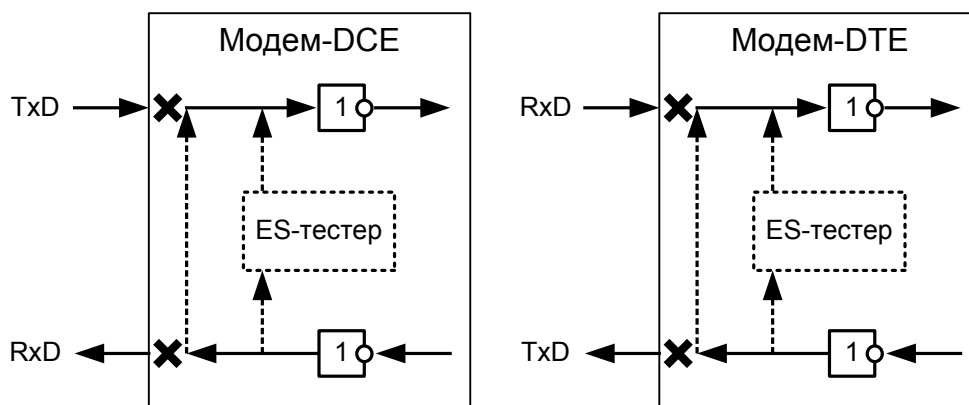 Модем-DCE
TxD
1
ES-тестер
RxD
1
Модем-DTE
RxD
1
ES-тестер
TxD
1